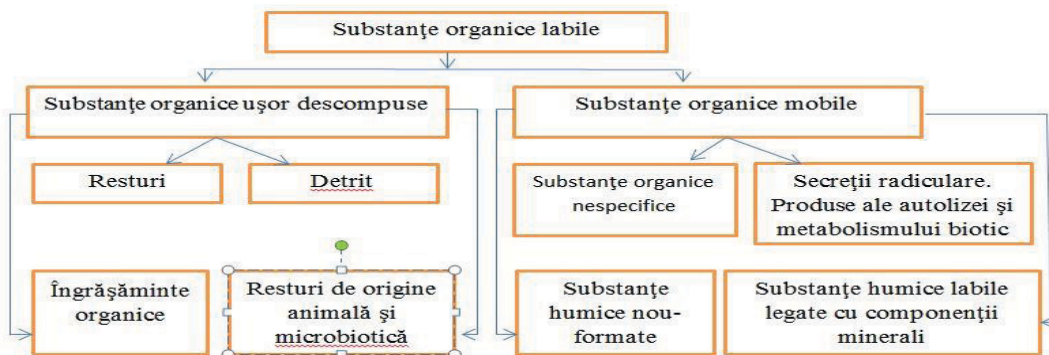 Substanţe organice labile
Substanţe organice uşor descompuse
Substanţe organice mobile
Resturi
Detrit
Substanţe organice
nespecifice
Secreţii radiculare.
Produse ale autolizei şi
metabolismului biotic
Îngrăşăminte
organice
Resturi de origine
animală şi
microbiotică
Substanţe
humice nou-
formate
Substanţe humice labile
legate cu componenţii
minerali